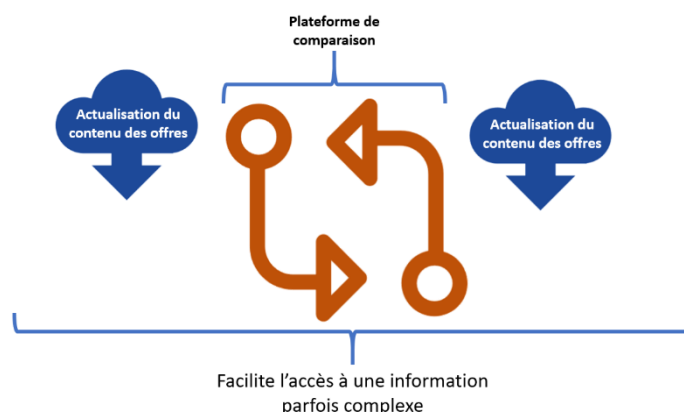 Plateforme de
comparaison
Actualisation du
contenu des offres
Actualisation du
contenu des offres
Facilite l’accès à une information
parfois complexe